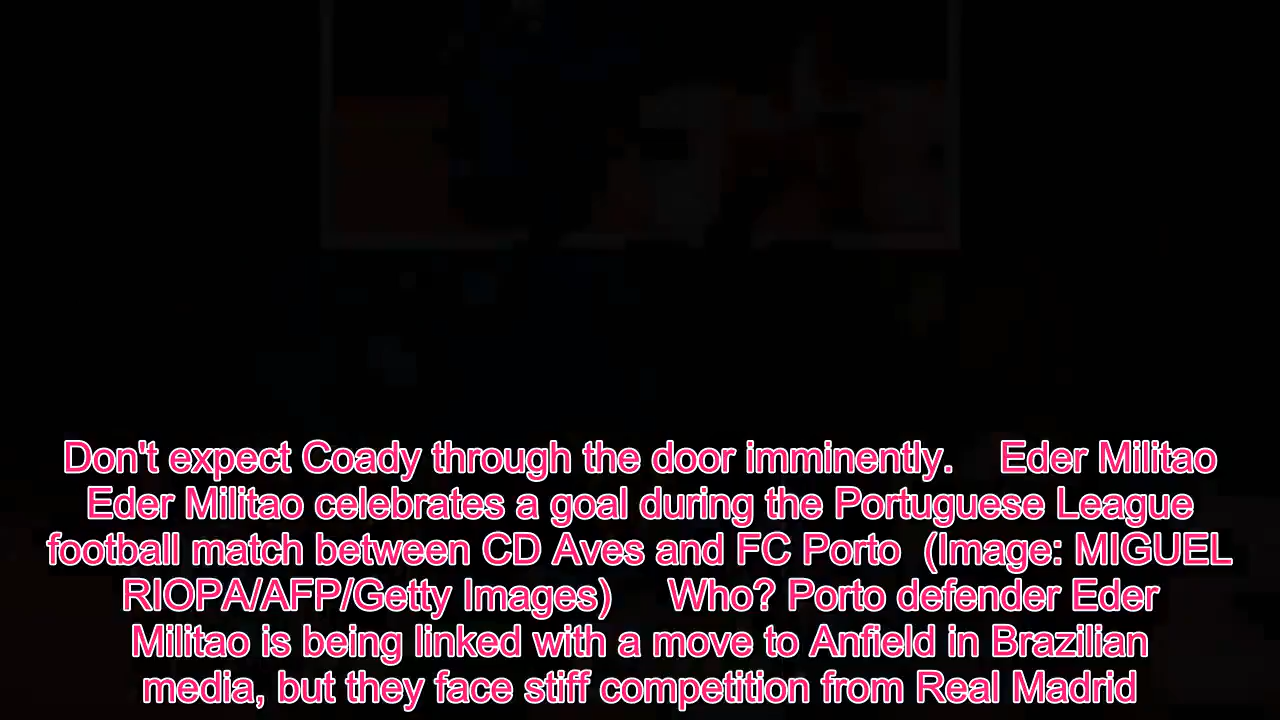 Don't expect Coady through the door imminently.    Eder Militao
Eder Militao celebrates a goal during the Portuguese League
football match between CD Aves and FC Porto  (Image: MIGUEL
RIOPA/AFP/Getty Images)     Who? Porto defender Eder
Militao is being linked with a move to Anfield in Brazilian
media, but they face stiff competition from Real Madrid